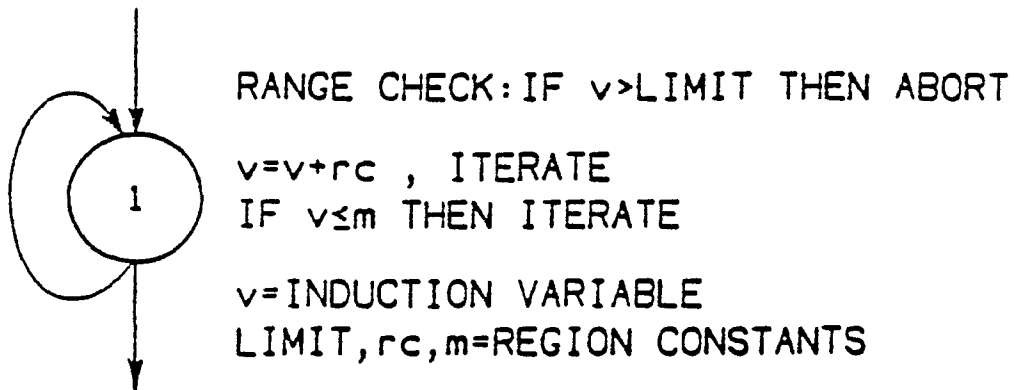 RANGE CHECK:IF v>LIMIT THEN ABORT
v=v+rc , ITERATE
IF v≤m THEN ITERATE
1
v=INDUCTION VARIABLE
LIMIT,rc,m=REGION CONSTANTS